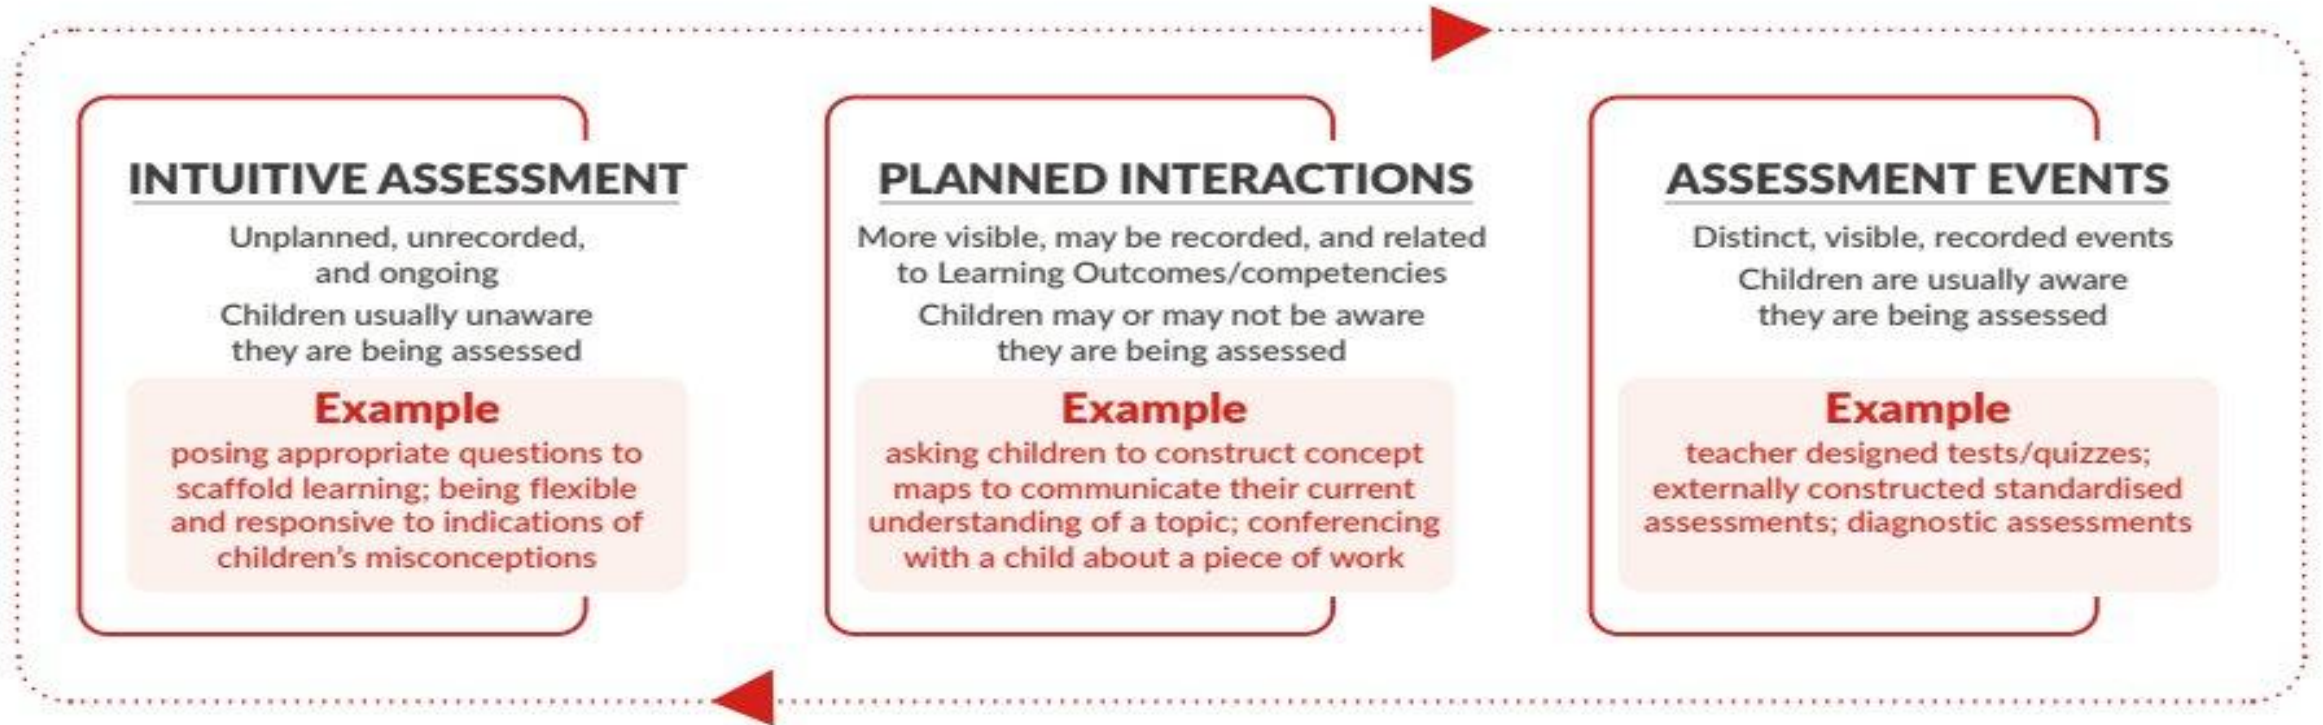 INTUITIVE ASSESSMENT
Unplanned, unrecorded,
and ongoing
Children usually unaware
they are being assessed
Example
posing appropriate questions to
scaffold learning; being flexible
and responsive to indications of
children's misconceptions
PLANNED INTERACTIONS
More visible, may be recorded, and related
to Learning Outcomes/competencies
Children may or may not be aware
they are being assessed
Example
asking children to construct concept
maps to communicate their current
understanding of a topic; conferencing
with a child about a piece of work
ASSESSMENT EVENTS
Distinct, visible, recorded events
Children are usually aware
they are being assessed
Example
teacher designed tests/quizzes;
externally constructed standardised
assessments; diagnostic assessments